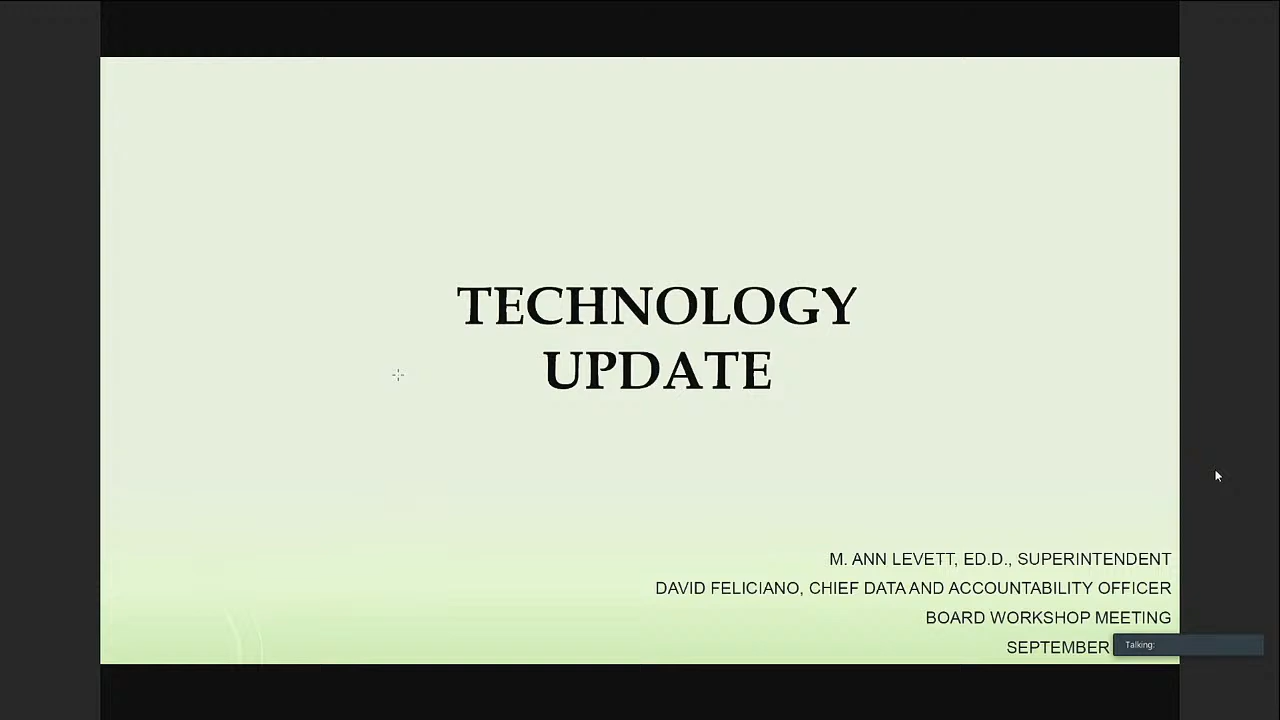 TECHNOLOGY
UPDATE
M. ANN LEVETT, ED.D., SUPERINTENDENT
DAVID FELICIANO, CHIEF DATA AND ACCOUNTABILITY OFFICER
BOARD WORKSHOP MEETING
SEPTEMBER
Talking: